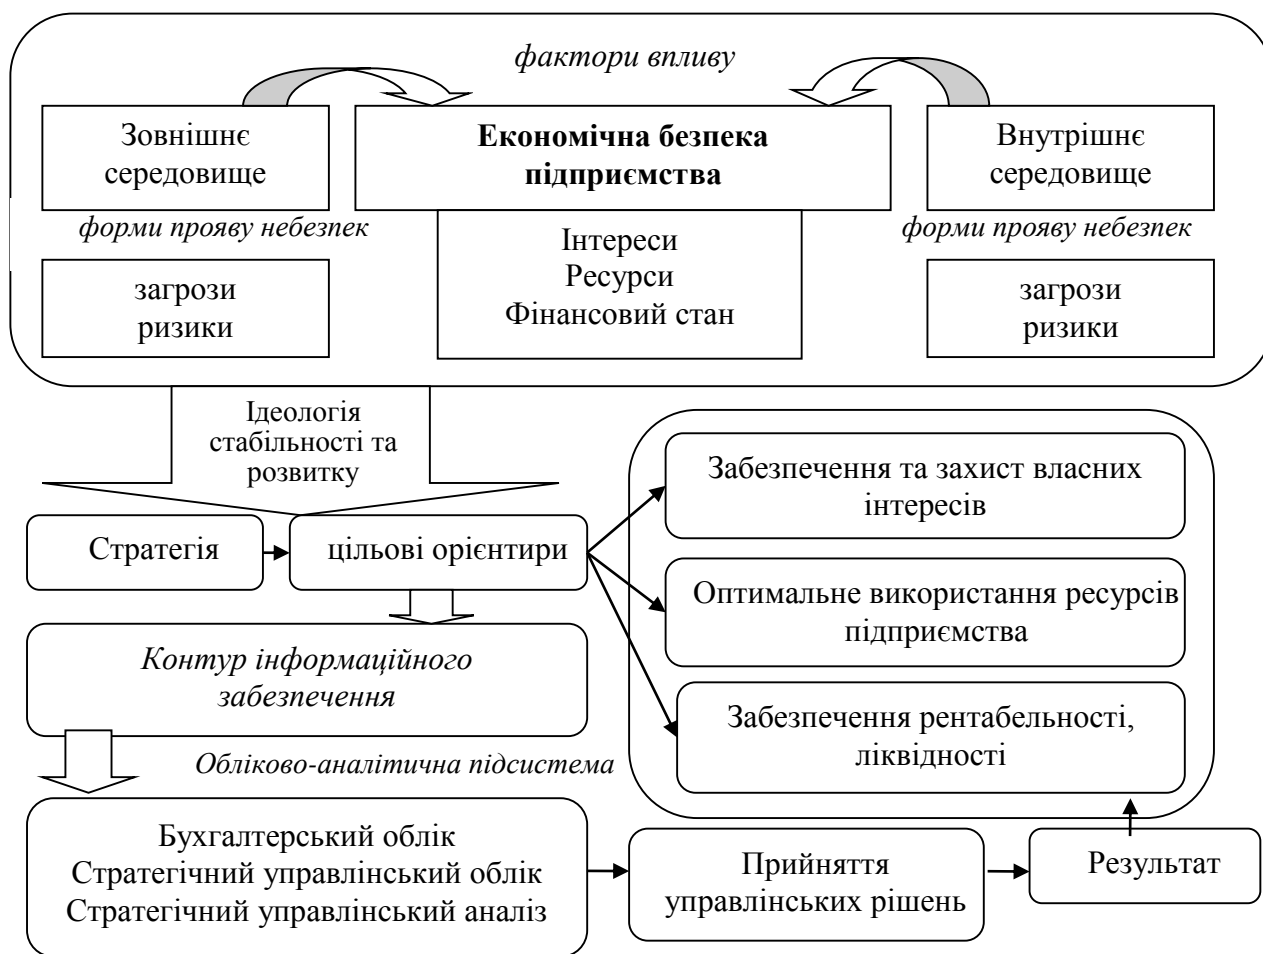 фактори впливу
Зовнішнє
середовище
Економічна безпека
підприємства
Внутрішнє
середовище
форми прояву небезпек
форми прояву небезпек
Інтереси
Ресурси
Фінансовий стан
загрози
ризики
загрози
ризики
Ідеологія
стабільності та
розвитку
Забезпечення та захист власних
інтересів
Стратегія
цільові орієнтири
Оптимальне використання ресурсів
підприємства
Контур інформаційного
забезпечення
Забезпечення рентабельності,
ліквідності
Обліково-аналітична підсистема
Бухгалтерський облік
Стратегічний управлінський облік
Стратегічний управлінський аналіз
Прийняття
управлінських рішень
Результат